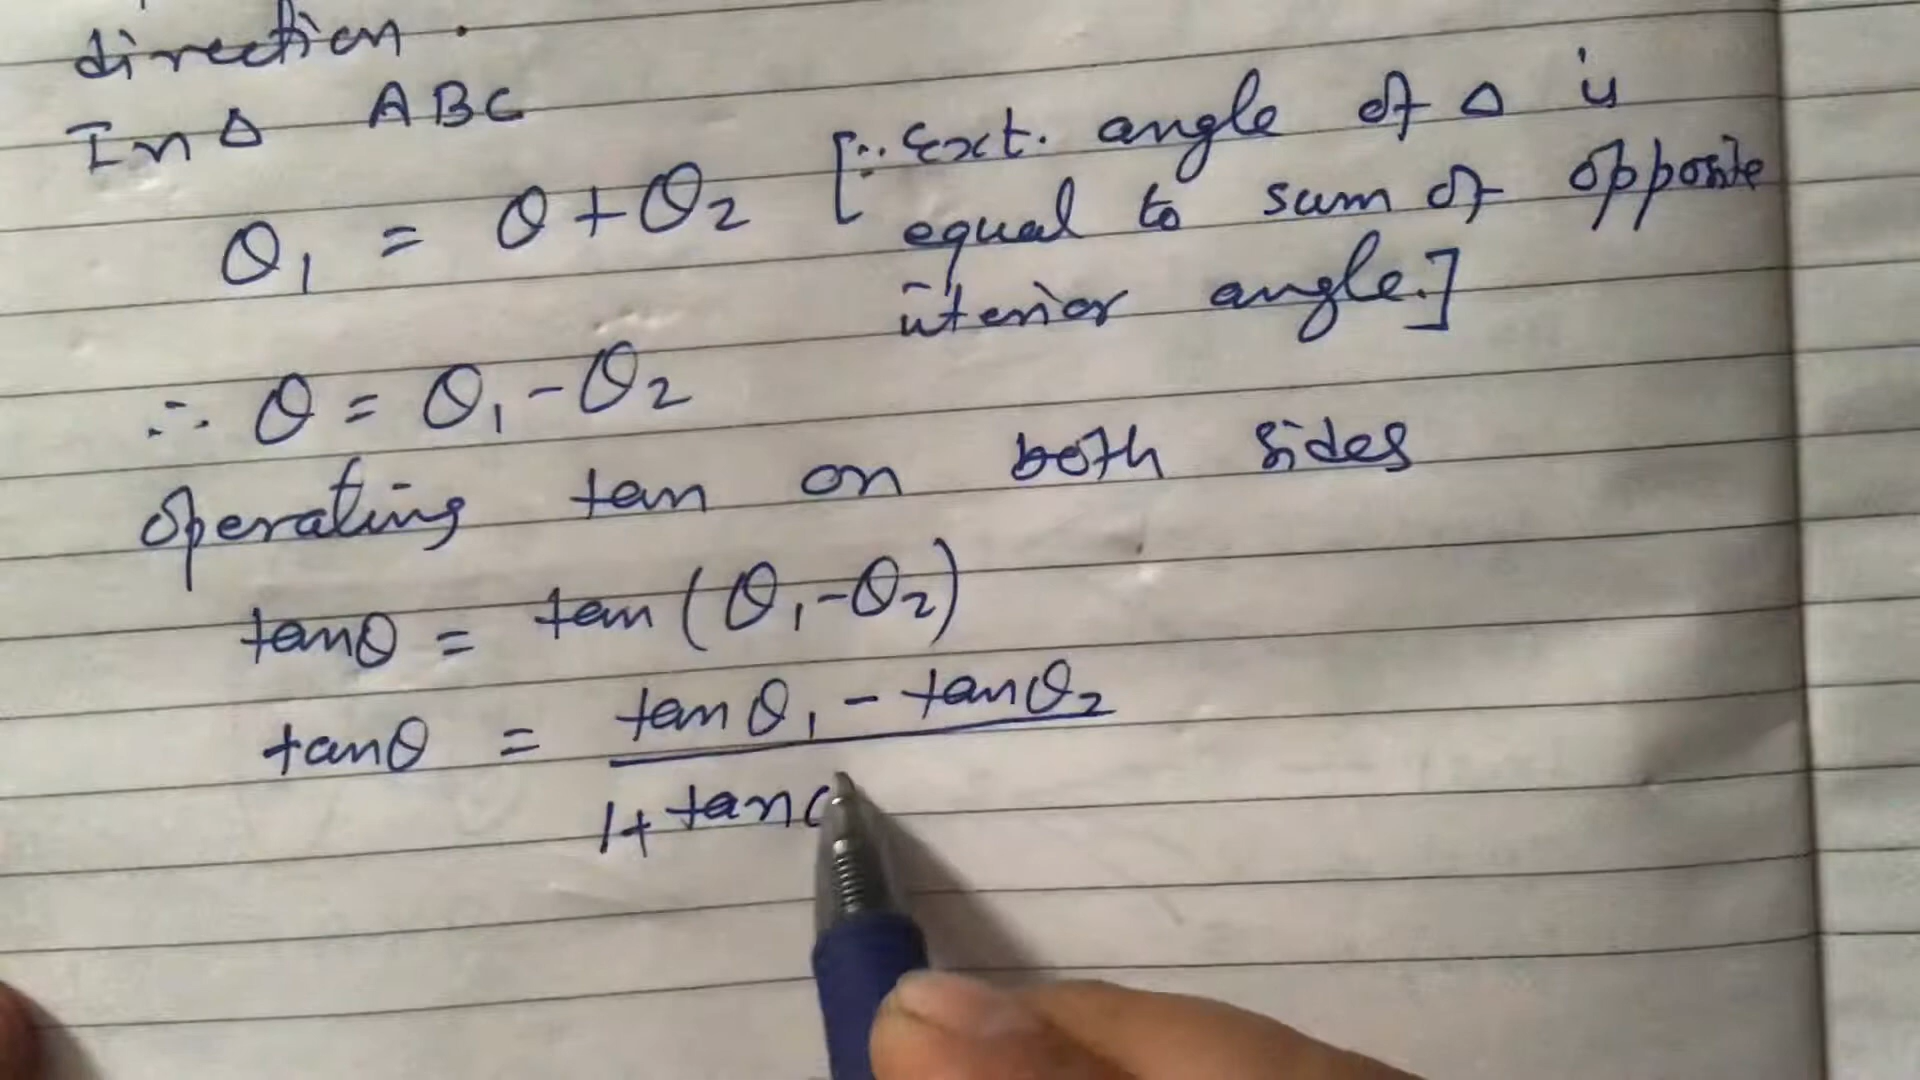 direction.
In Δ ABC
θ₁ = θ + θ₂ [∵ Ext. angle of Δ is
equal to sum of opposite
interior angle.]
∴ θ = θ₁ - θ₂
operating tan on both sides
tanθ = tan(θ₁ - θ₂)
tanθ = tanθ₁ - tanθ₂
1 + tan